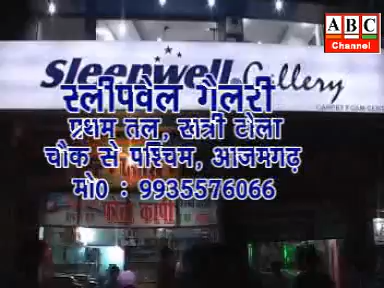 ABC
Channel
Sleepwell Gallery
स्लीपवैल गैलरी
प्रथम तल, खत्री टोला
चौक से पश्चिम, आजमगढ़
मो0 : 9935576066